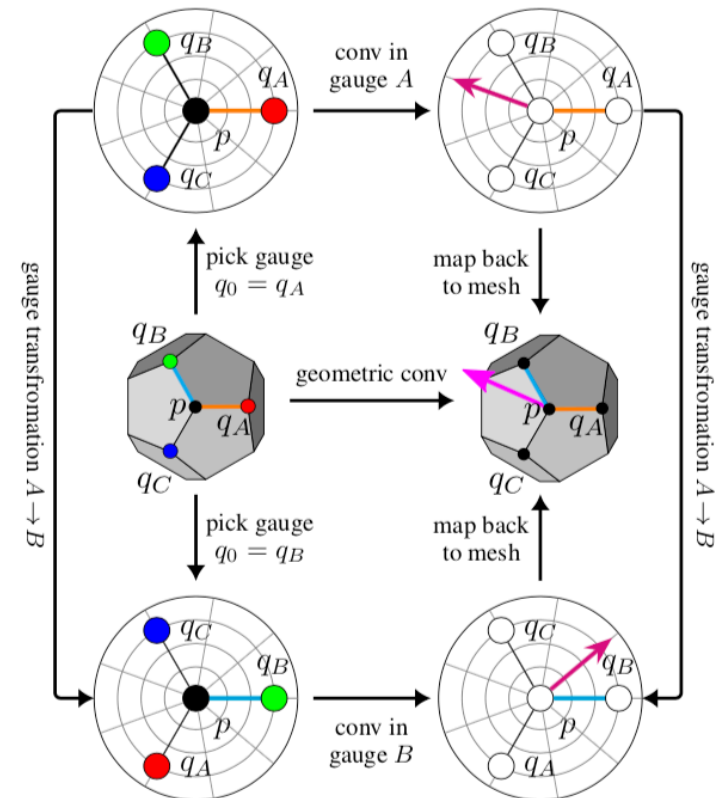 q_B
q_A
p
q_C
conv in
gauge A
q_B
q_A
p
q_C
gauge transfromation A → B
pick gauge
q_0 = q_A
map back
to mesh
gauge transfromation A → B
q_B
p
q_A
q_C
geometric conv
q_B
p
q_A
q_C
pick gauge
q_0 = q_B
map back
to mesh
q_C
q_B
p
q_A
conv in
gauge B
q_C
q_B
p
q_A